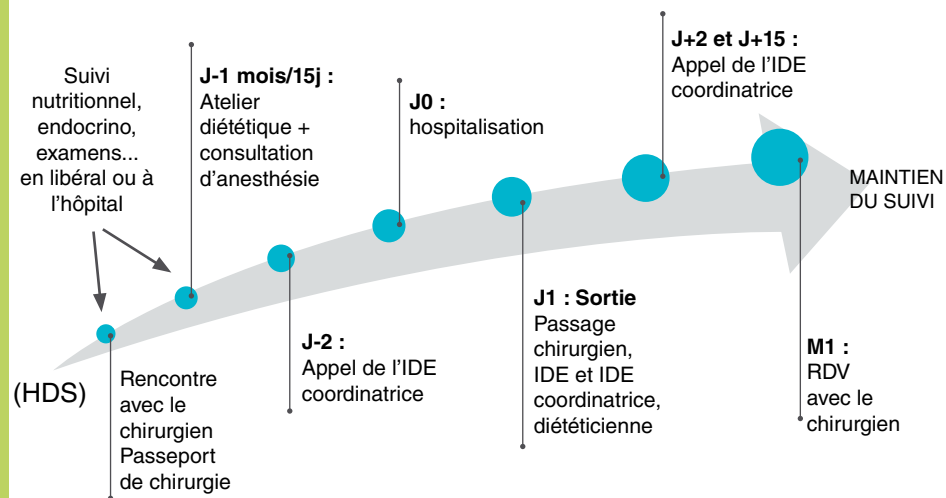 Suivi
nutritionnel,
endocrino,
examens...
en libéral ou à
l’hôpital
J-1 mois/15j :
Atelier
diététique +
consultation
d’anesthésie
J0 :
hospitalisation
J+2 et J+15 :
Appel de l’IDE
coordinatrice
MAINTIEN
DU SUIVI
(HDS)
Rencontre
avec le
chirurgien
Passeport
de chirurgie
J-2 :
Appel de l’IDE
coordinatrice
J1 : Sortie
Passage
chirurgien,
IDE et IDE
coordinatrice,
diététicienne
M1 :
RDV
avec le
chirurgien